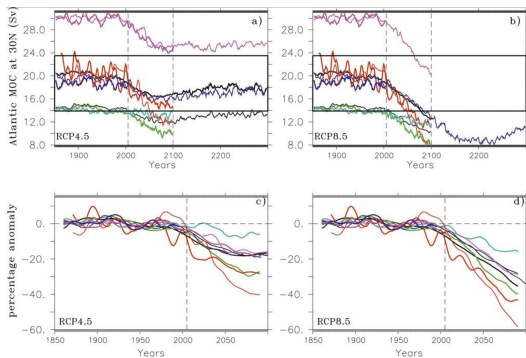 Atlantic MOC at 30N (Sv)
a)
28.0
24.0
20.0
16.0
12.0
8.0
RCP4.5
1900 2000 2100 2200
Years
b)
28.0
24.0
20.0
16.0
12.0
8.0
RCP8.5
1900 2000 2100 2200
Years
percentage anomaly
c)
0.
-20.
-40.
-60.
RCP4.5
1850 1900 1950 2000 2050
Years
d)
0.
-20.
-40.
-60.
RCP8.5
1850 1900 1950 2000 2050
Years